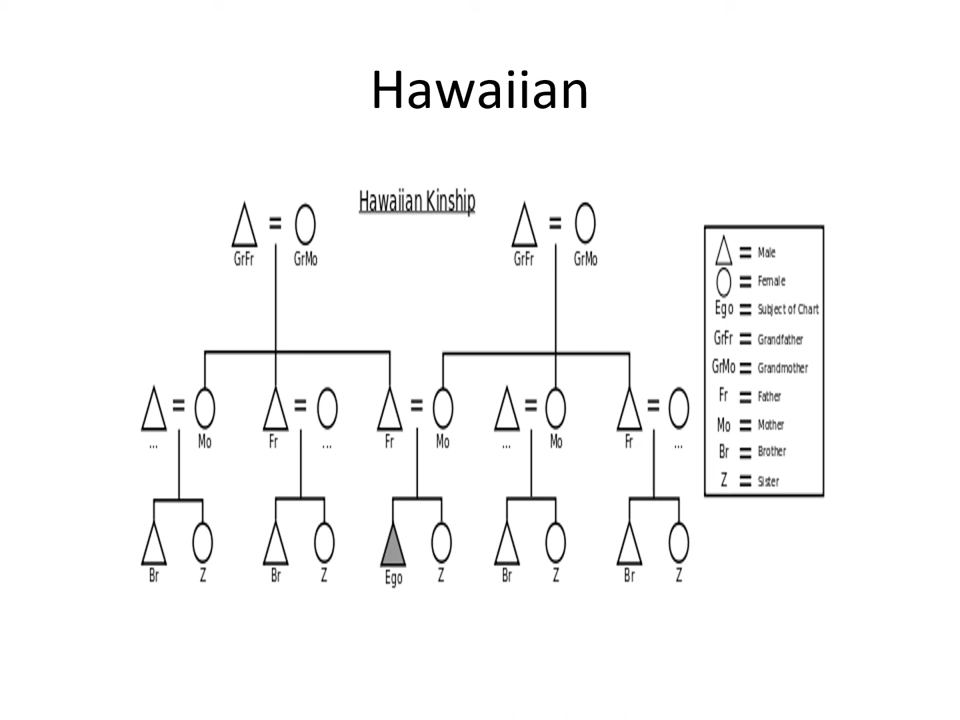 Hawaiian
Hawaiian Kinship
GrFr = GrMo GrFr = GrMo
... = Mo Fr = ... Fr = Mo ... = Mo Fr = ...
Br Z Br Z Ego Z Br Z Br Z
= Male
= Female
Ego = Subject of Chart
GrFr = Grandfather
GrMo = Grandmother
Fr = Father
Mo = Mother
Br = Brother
Z = Sister